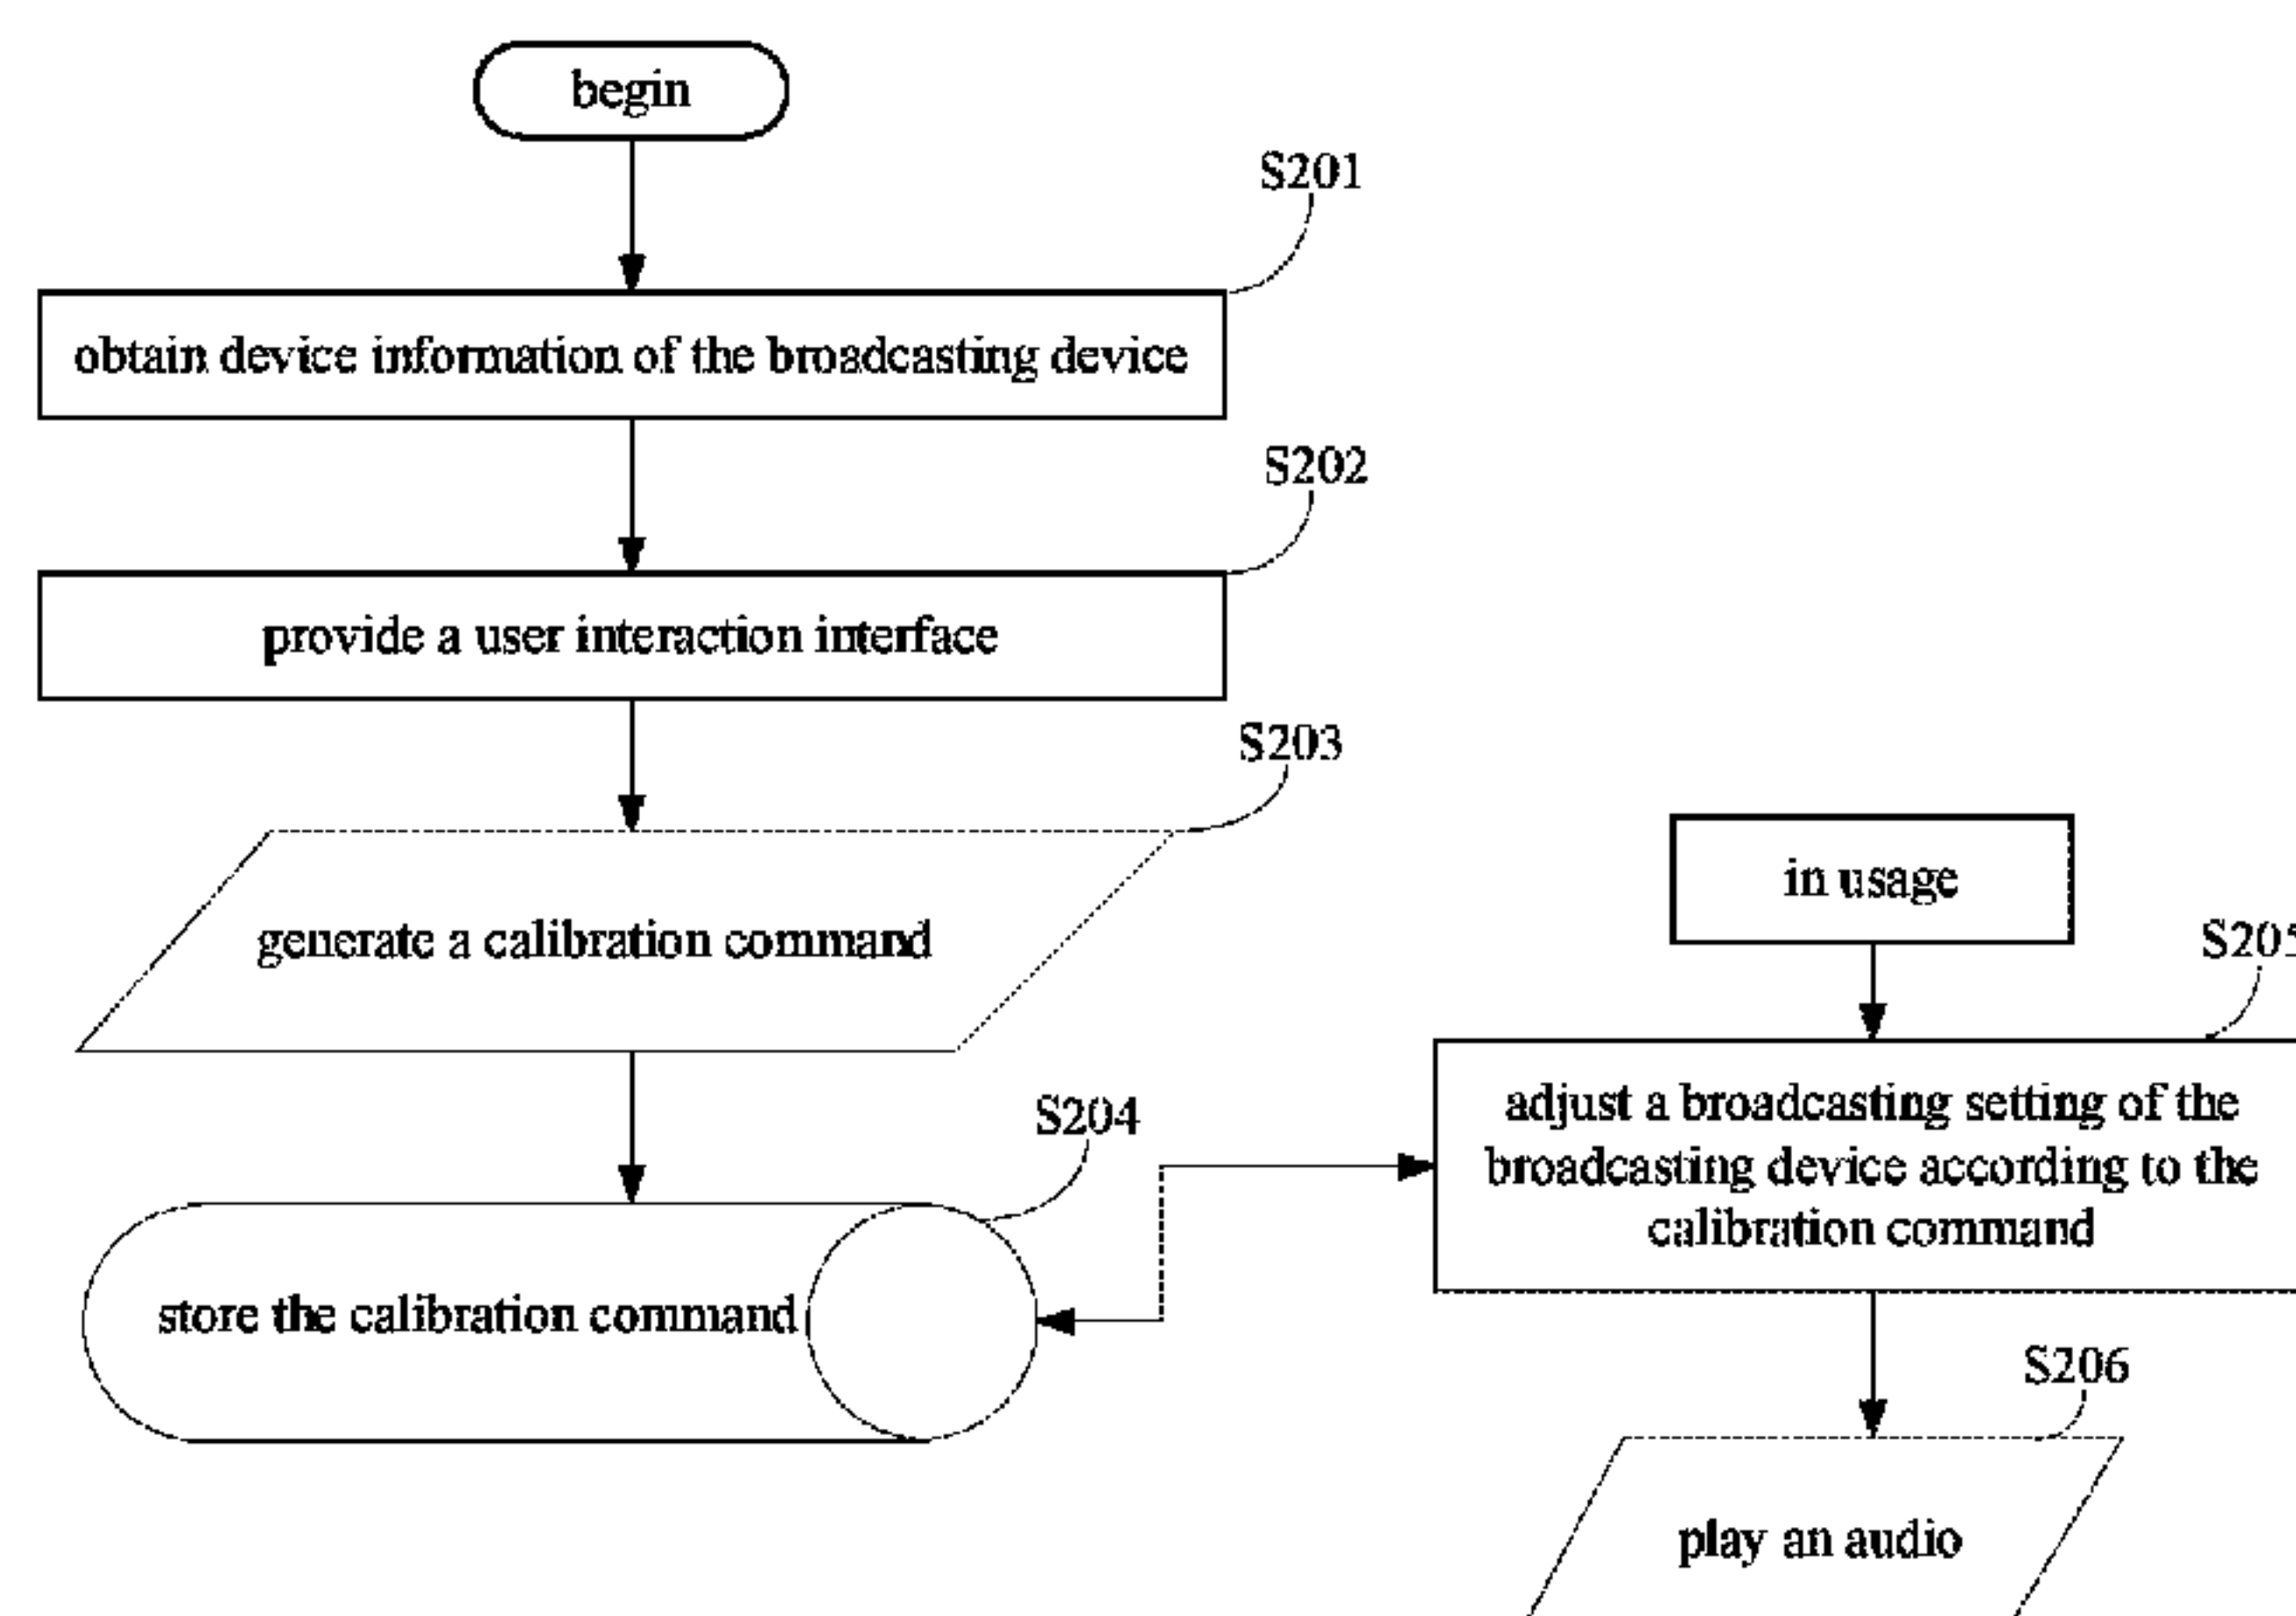 begin
S201
obtain device information of the broadcasting device
S202
provide a user interaction interface
S203
generate a calibration command
S204
store the calibration command
in usage
S205
adjust a broadcasting setting of the
broadcasting device according to the
calibration command
S206
play an audio